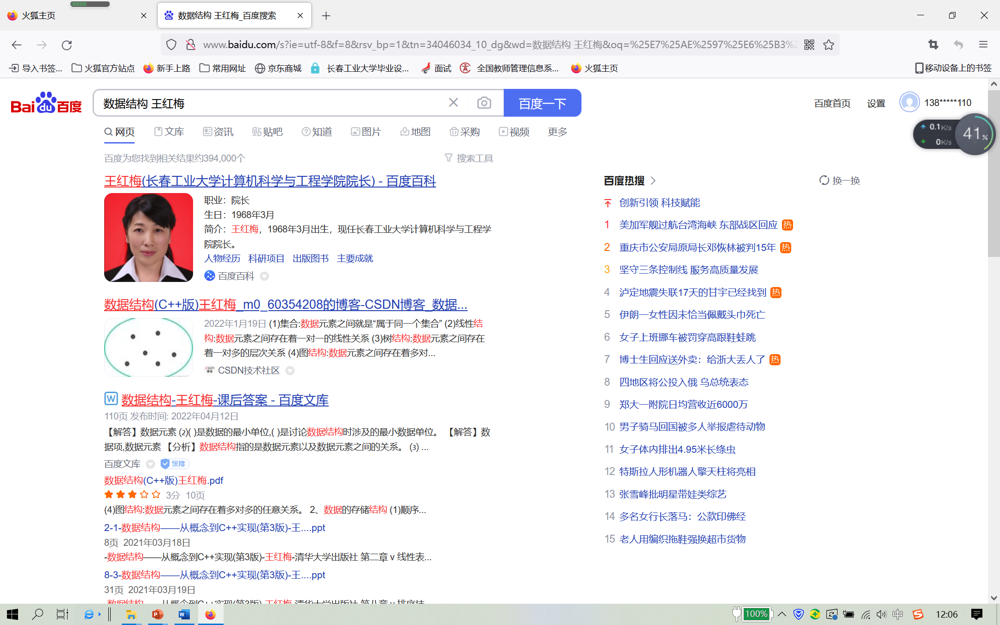 火狐主页
数据结构 王红梅_百度搜索
www.baidu.com/s?ie=utf-8&f=8&rsv_bp=1&tn=34046034_10_dg&wd=数据结构 王红梅&oq=%25E7%25AE%2597%25E6%25B3%2
导入书签... 火狐官方站点 新手上路 常用网址 京东商城 长春工业大学毕业设... 面试 全国教师管理信息系... 火狐主页 移动设备上的书签
Bai du 百度
数据结构 王红梅
百度一下
百度首页 设置 138*****110
0.1K/s
0K/s
41%
网页 文库 资讯 贴吧 知道 图片 地图 采购 视频 更多
百度为您找到相关结果约394,000个 搜索工具
王红梅(长春工业大学计算机科学与工程学院院长) - 百度百科
职业：院长
生日：1968年3月
简介：王红梅，1968年3月出生，现任长春工业大学计算机科学与工程学
院院长。
人物经历 科研项目 出版图书 主要成就
百度百科
数据结构(C++版)王红梅_m0_60354208的博客-CSDN博客_数据...
2022年1月19日 (1)集合:数据元素之间就是“属于同一个集合” (2)线性结
构:数据元素之间存在着一对一的线性关系 (3)树结构:数据元素之间存在
着一对多的层次关系 (4)图结构:数据元素之间存在着多对...
CSDN技术社区
W 数据结构-王红梅-课后答案 - 百度文库
110页 发布时间: 2022年04月12日
【解答】数据元素 ⑵( )是数据的最小单位,( )是讨论数据结构时涉及的最小数据单位。 【解答】数
据项,数据元素 【分析】数据结构指的是数据元素以及数据元素之间的关系。 ⑶ ...
百度文库 保障
数据结构(C++版)王红梅.pdf
3分 10页
(4)图结构:数据元素之间存在着多对多的任意关系。 2、数据的存储结构 (1)顺序...
2-1-数据结构——从概念到C++实现(第3版)-王....ppt
8页 2021年03月18日
-数据结构——从概念到C++实现(第3版)-王红梅-清华大学出版社 第二章 v 线性表...
8-3-数据结构——从概念到C++实现(第3版)-王....ppt
31页 2021年03月19日
-数据结构——从概念到C++实现(第3版)-王红梅-清华大学出版社 第八章 v 排序技...
百度热搜 换一换
创新引领 科技赋能
1 美加军舰过航台湾海峡 东部战区回应 热
2 重庆市公安局原局长邓恢林被判15年 热
3 坚守三条控制线 服务高质量发展
4 泸定地震失联17天的甘宇已经找到 热
5 伊朗一女性因未恰当佩戴头巾死亡
6 女子上班挪车被罚穿高跟鞋蛙跳
7 博士生回应送外卖：给浙大丢人了 热
8 四地区将公投入俄 乌总统表态
9 郑大一附院日均营收近6000万
10 男子骑马回国被多人举报虐待动物
11 女子体内排出4.95米长绦虫
12 特斯拉人形机器人擎天柱将亮相
13 张雪峰批明星带娃类综艺
14 多名女行长落马：公款印佛经
15 老人用编织拖鞋强换超市货物
100% 中 12:06